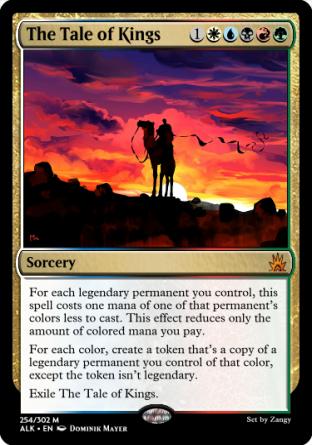 The Tale of Kings 1
Sorcery
For each legendary permanent you control, this
spell costs one mana of one of that permanent's
colors less to cast. This effect reduces only the
amount of colored mana you pay.
For each color, create a token that's a copy of a
legendary permanent you control of that color,
except the token isn't legendary.
Exile The Tale of Kings.
254/302 M
ALK • EN DOMINIK MAYER
Set by Zangy